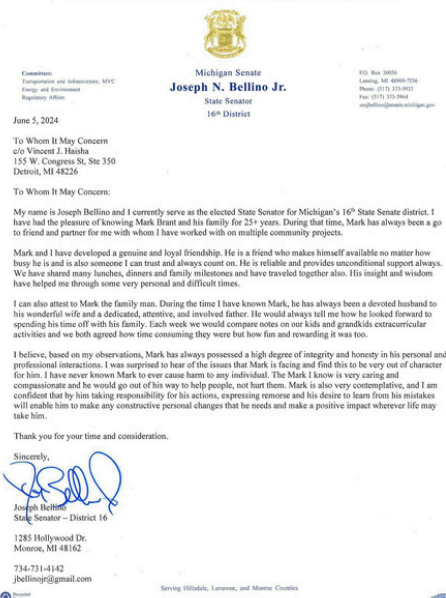 Michigan Senate
Joseph N. Bellino Jr.
State Senator
16th District
Committees:
Transportation and Infrastructure, MVC
Energy and Environment
Regulatory Affairs
P.O. Box 30036
Lansing, MI 48909-7536
Phone: (517) 373-5932
Fax: (517) 373-5944
senjbellino@senate.michigan.gov
June 5, 2024
To Whom It May Concern
c/o Vincent J. Haisha
155 W. Congress St, Ste 350
Detroit, MI 48226
To Whom It May Concern:
My name is Joseph Bellino and I currently serve as the elected State Senator for Michigan's 16th State Senate district. I
have had the pleasure of knowing Mark Brant and his family for 25+ years. During that time, Mark has always been a go
to friend and partner for me with whom I have worked with on multiple community projects.
Mark and I have developed a genuine and loyal friendship. He is a friend who makes himself available no matter how
busy he is and is also someone I can trust and always count on. He is reliable and provides unconditional support always.
We have shared many lunches, dinners and family milestones and have traveled together also. His insight and wisdom
have helped me through some very personal and difficult times.
I can also attest to Mark the family man. During the time I have known Mark, he has always been a devoted husband to
his wonderful wife and a dedicated, attentive, and involved father. He would always tell me how he looked forward to
spending his time off with his family. Each week we would compare notes on our kids and grandkids extracurricular
activities and we both agreed how time consuming they were but how fun and rewarding it was too.
I believe, based on my observations, Mark has always possessed a high degree of integrity and honesty in his personal and
professional interactions. I was surprised to hear of the issues that Mark is facing and find this to be very out of character
for him. I have never known Mark to ever cause harm to any individual. The Mark I know is very caring and
compassionate and he would go out of his way to help people, not hurt them. Mark is also very contemplative, and I am
confident that by him taking responsibility for his actions, expressing remorse and his desire to learn from his mistakes
will enable him to make any constructive personal changes that he needs and make a positive impact wherever life may
take him.
Thank you for your time and consideration.
Sincerely,
Joseph Bellino
State Senator – District 16
1285 Hollywood Dr.
Monroe, MI 48162
734-731-4142
jbellinojr@gmail.com
Serving Hillsdale, Lenawee, and Monroe Counties
Recycled